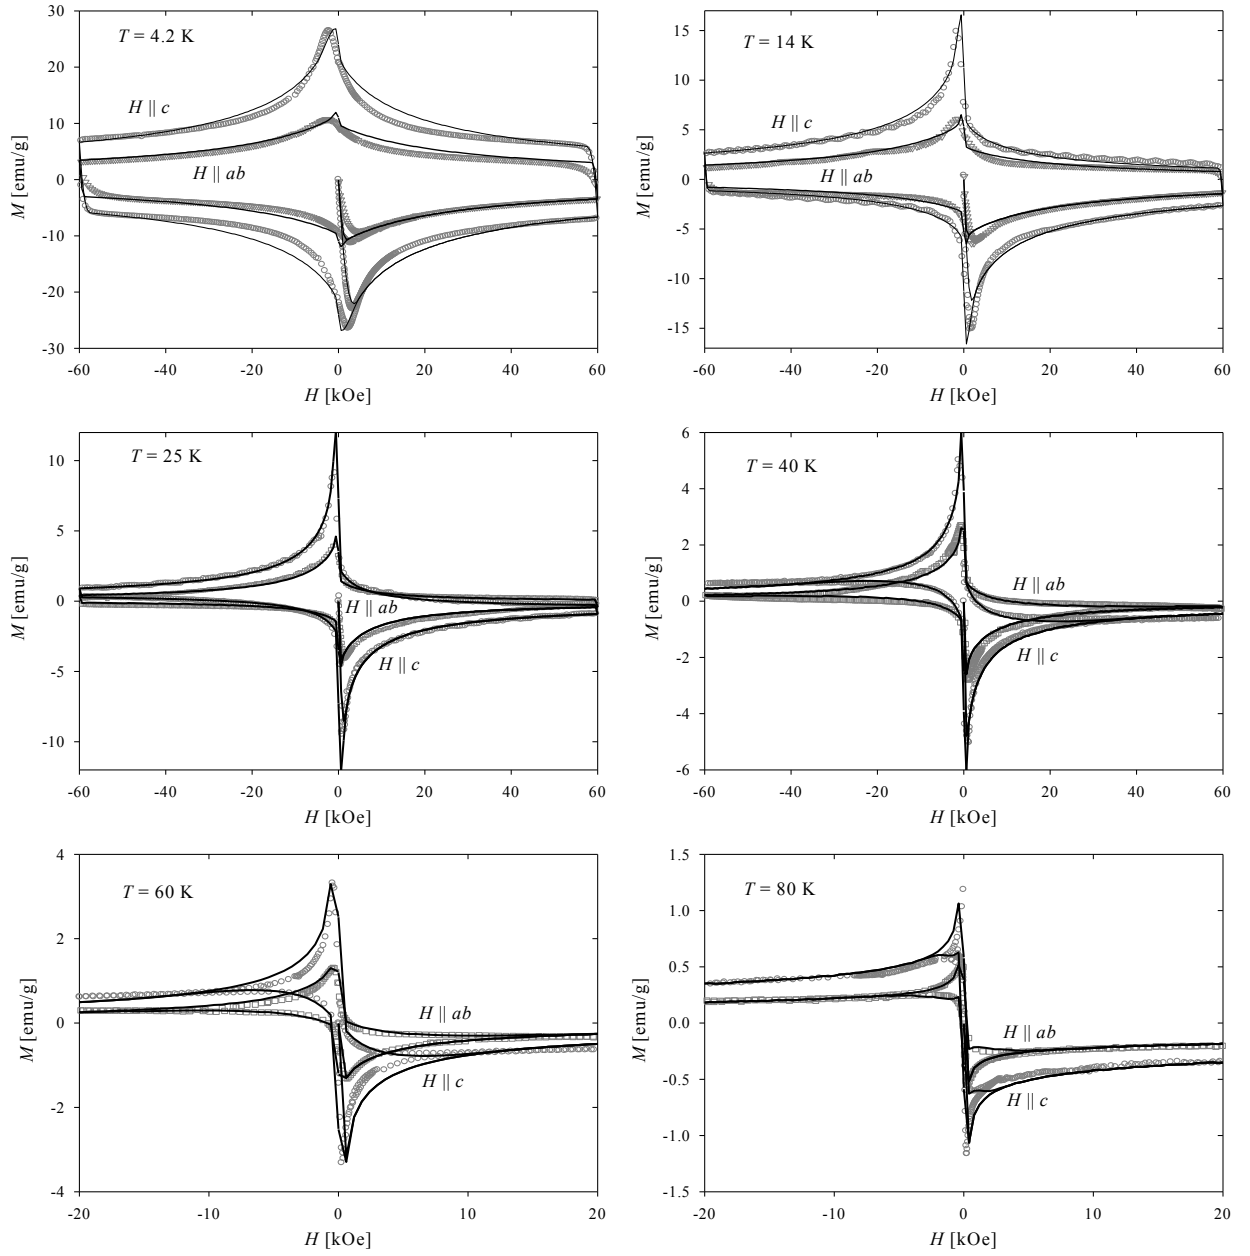 T = 4.2 K
H || c
H || ab
M [emu/g]
30
20
10
0
-10
-20
-30
-60 -40 -20 0 20 40 60
H [kOe]
T = 14 K
H || c
H || ab
M [emu/g]
15
10
5
0
-5
-10
-15
-60 -40 -20 0 20 40 60
H [kOe]
T = 25 K
H || ab
H || c
M [emu/g]
10
5
0
-5
-10
-60 -40 -20 0 20 40 60
H [kOe]
T = 40 K
H || ab
H || c
M [emu/g]
6
4
2
0
-2
-4
-6
-60 -40 -20 0 20 40 60
H [kOe]
T = 60 K
H || ab
H || c
M [emu/g]
4
2
0
-2
-4
-20 -10 0 10 20
H [kOe]
T = 80 K
H || ab
H || c
M [emu/g]
1.5
1.0
0.5
0.0
-0.5
-1.0
-1.5
-20 -10 0 10 20
H [kOe]